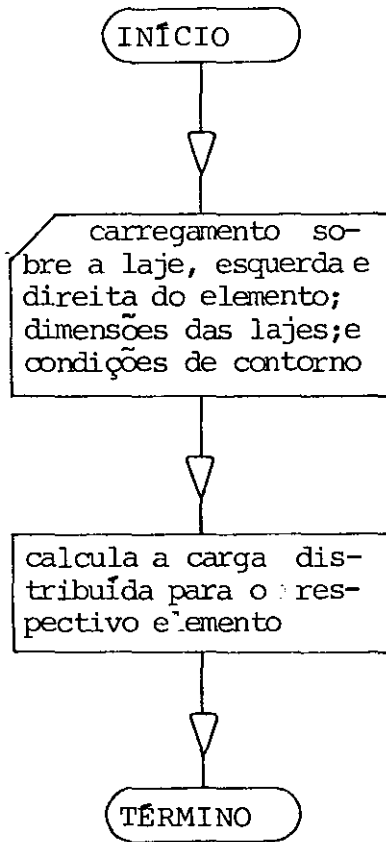 INÍCIO
carregamento so-
bre a laje, esquerda e
direita do elemento;
dimensões das lajes;e
condições de contorno
calcula a carga dis-
tribuída para o res-
pectivo elemento
TÉRMINO